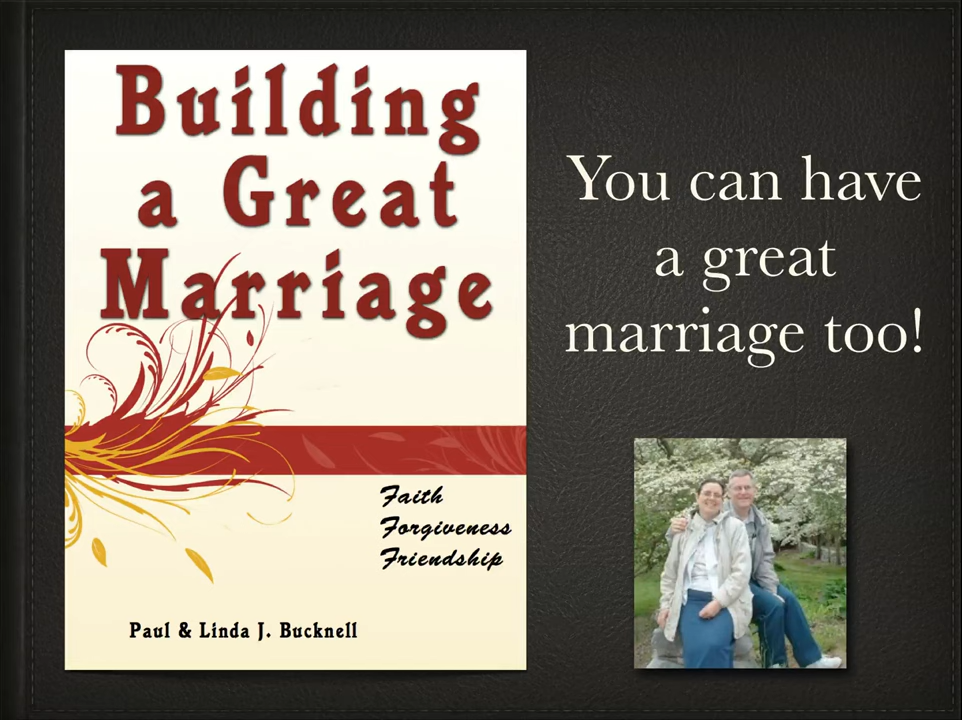 Building
a Great
Marriage
Faith
Forgiveness
Friendship
Paul & Linda J. Bucknell
You can have
a great
marriage too!